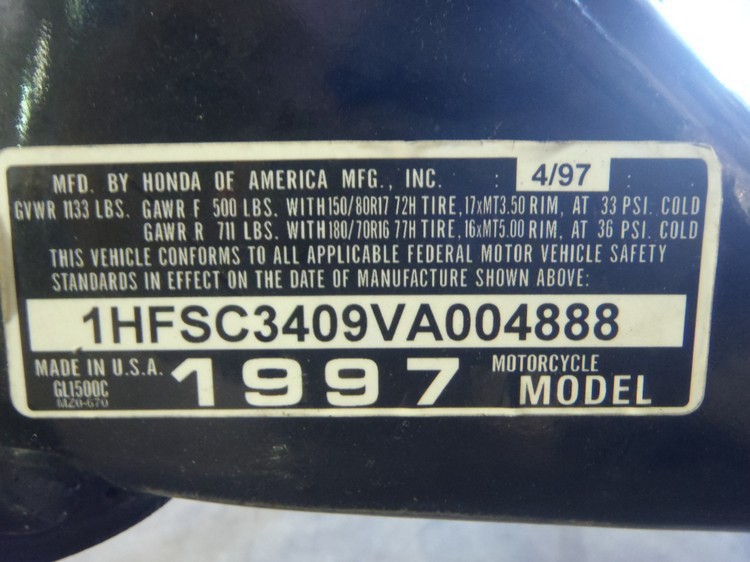 MFD. BY HONDA OF AMERICA MFG., INC. : 4/97 :
GVWR 1133 LBS. GAWR F 500 LBS. WITH 150/80R17 72H TIRE, 17xMT3.50 RIM, AT 33 PSI. COLD
GAWR R 711 LBS. WITH 180/70R16 77H TIRE, 16xMT5.00 RIM, AT 36 PSI. COLD
THIS VEHICLE CONFORMS TO ALL APPLICABLE FEDERAL MOTOR VEHICLE SAFETY
STANDARDS IN EFFECT ON THE DATE OF MANUFACTURE SHOWN ABOVE:
1HFSC3409VA004888
MADE IN U.S.A. 1997 MOTORCYCLE
GL1500C MODEL
MZ0-670